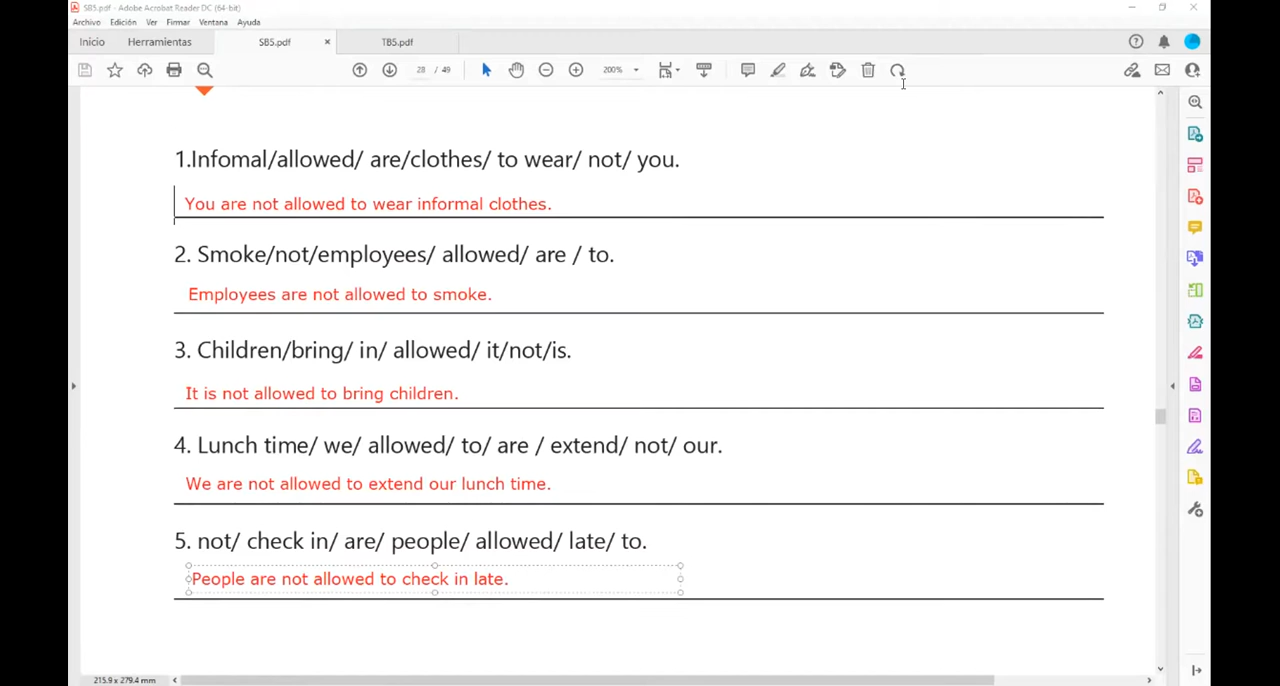 SB5.pdf - Adobe Acrobat Reader DC (64-bit)
Archivo Edición Ver Firmar Ventana Ayuda
Inicio Herramientas SB5.pdf × TB5.pdf
28 / 49 200%
1.Infomal/allowed/ are/clothes/ to wear/ not/ you.
You are not allowed to wear informal clothes.
2. Smoke/not/employees/ allowed/ are / to.
Employees are not allowed to smoke.
3. Children/bring/ in/ allowed/ it/not/is.
It is not allowed to bring children.
4. Lunch time/ we/ allowed/ to/ are / extend/ not/ our.
We are not allowed to extend our lunch time.
5. not/ check in/ are/ people/ allowed/ late/ to.
People are not allowed to check in late.
215.9 x 279.4 mm